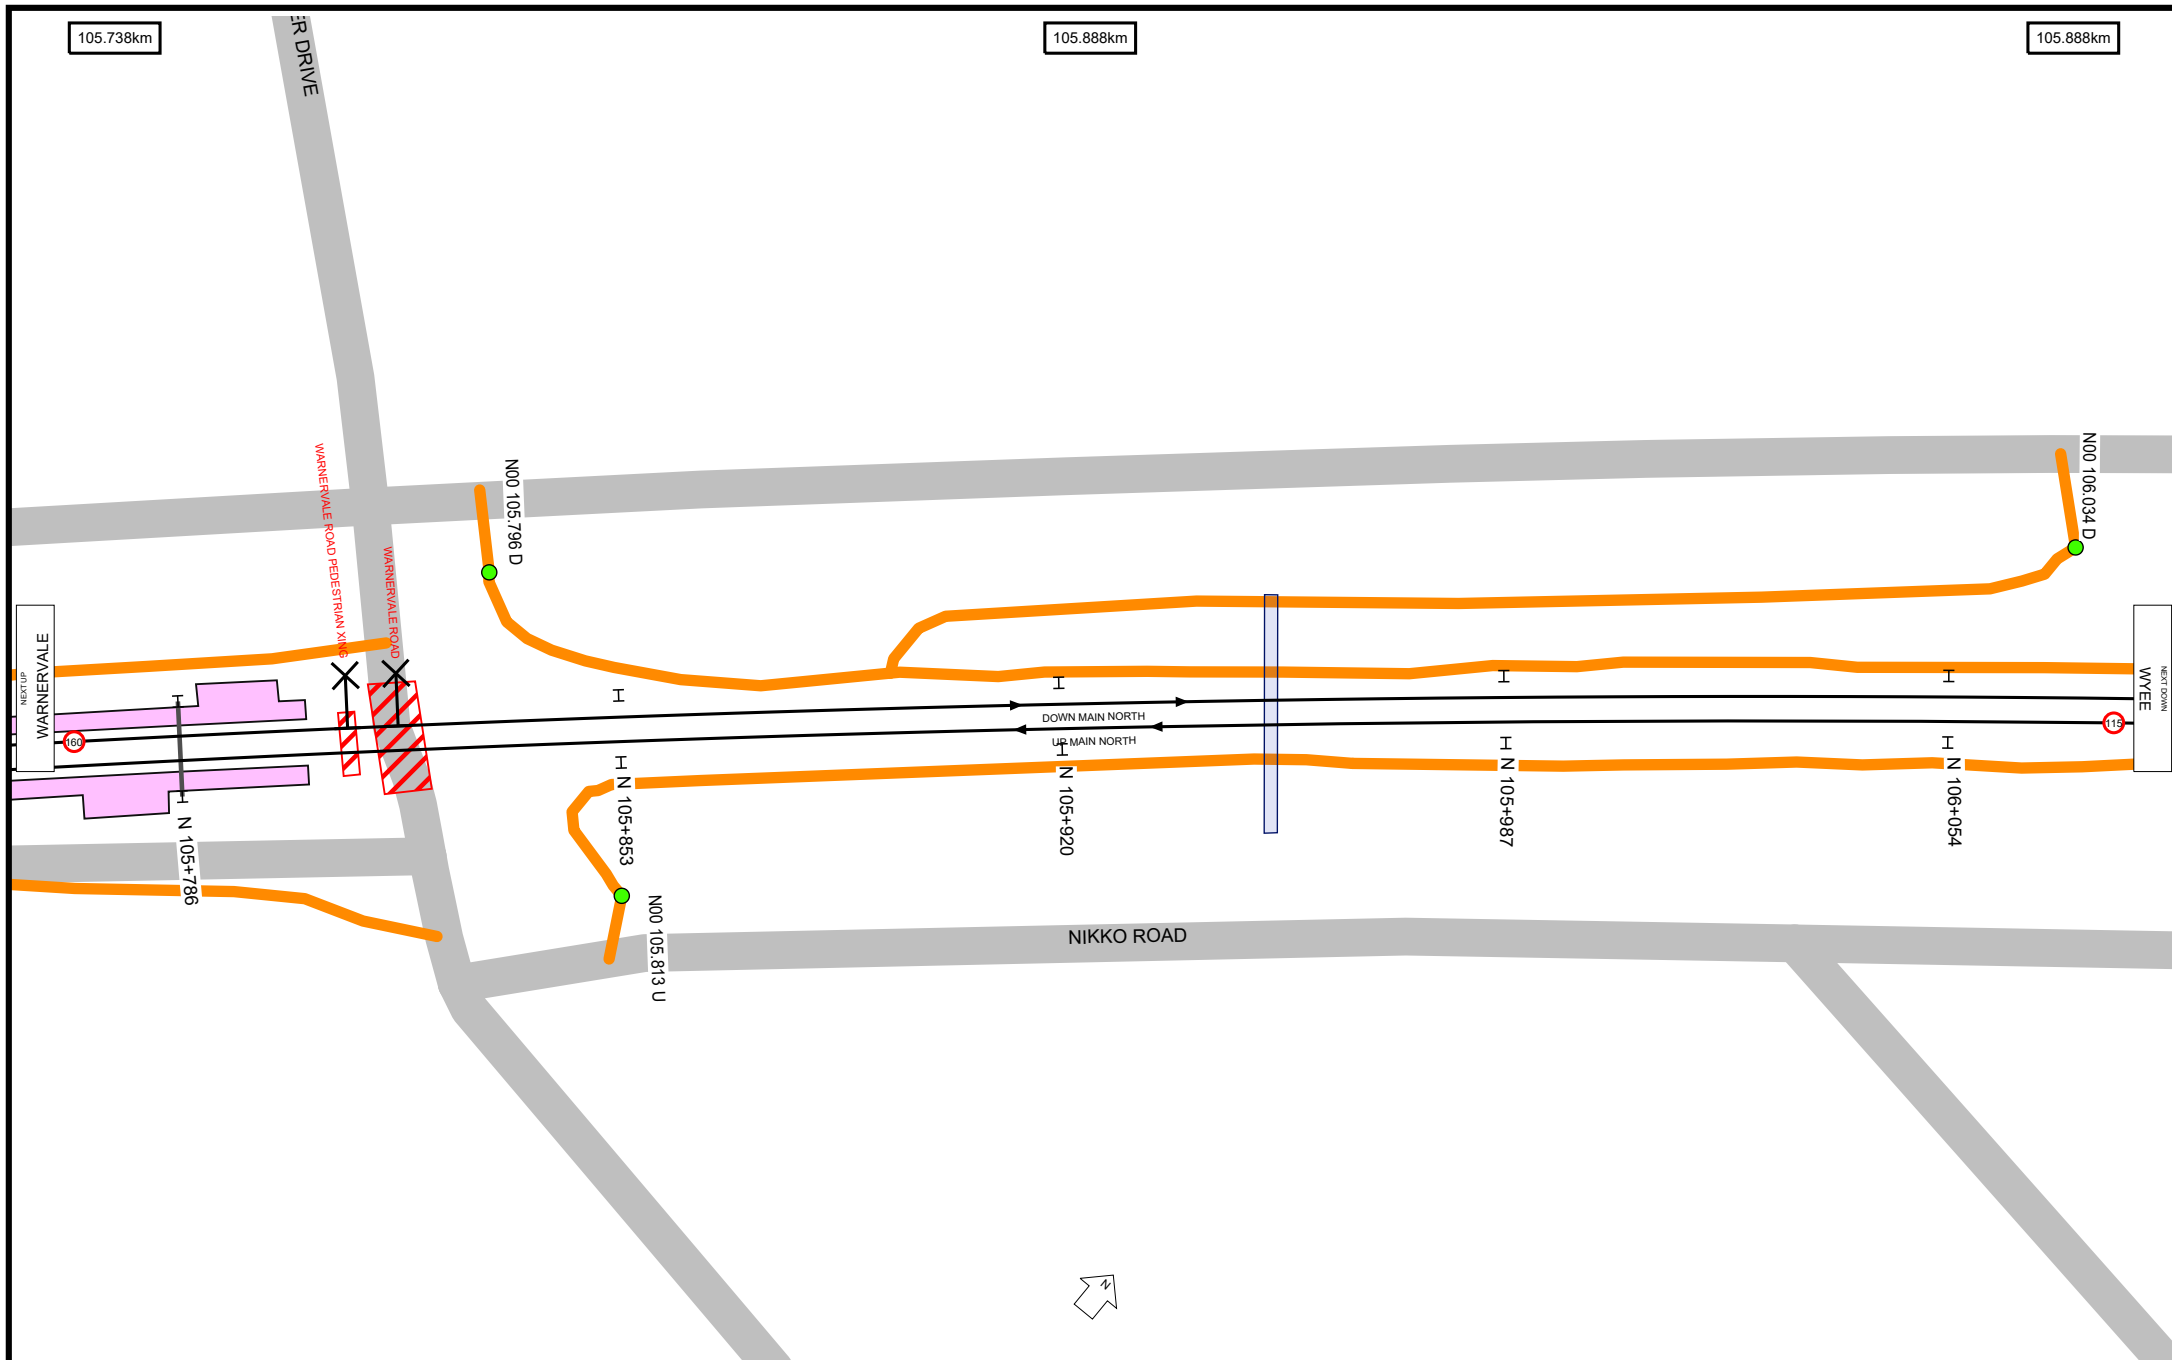 105.738km
105.888km
105.888km
ER DRIVE
N00 105.796 D
N00 106.034 D
WARNERVALE ROAD PEDESTRIAN XING
WARNERVALE ROAD
NEXT UP
WARNERVALE
160
DOWN MAIN NORTH
UP MAIN NORTH
115
WYEE
NEXT DOWN
N 105+786
N 105+853
N 105+920
N 105+987
N 106+054
N00 105.813 U
NIKKO ROAD
N